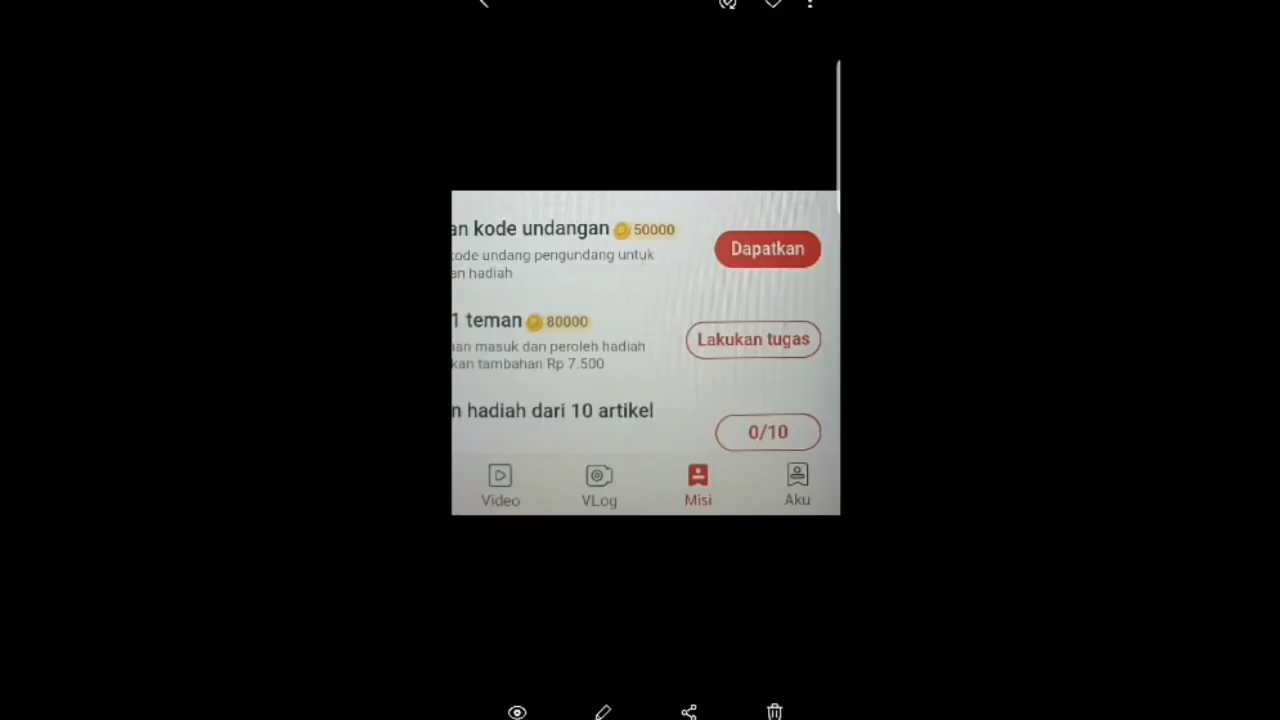 an kode undangan 50000
ode undang pengundang untuk
an hadiah
Dapatkan
1 teman 80000
an masuk dan peroleh hadiah
kan tambahan Rp 7.500
Lakukan tugas
n hadiah dari 10 artikel
0/10
Video VLog Misi Aku